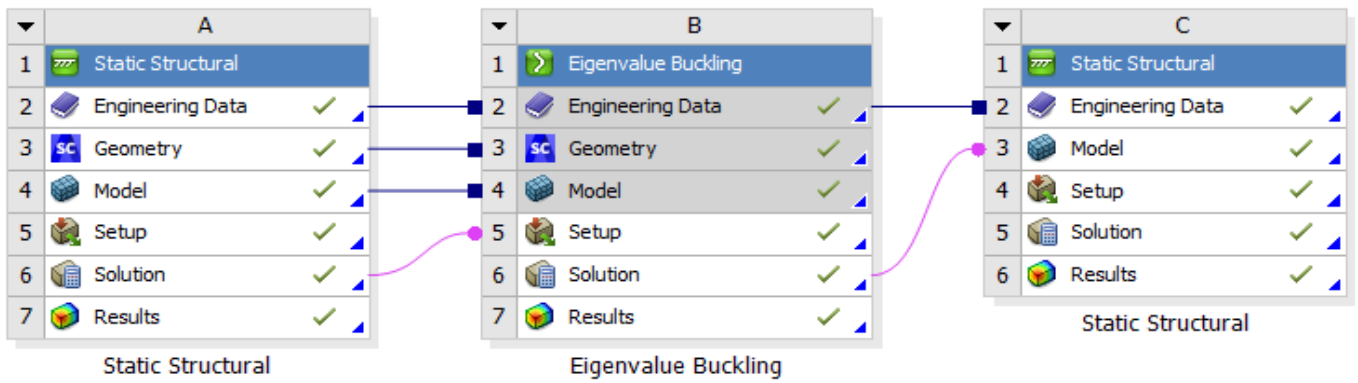 A
1 Static Structural
2 Engineering Data
3 SC Geometry
4 Model
5 Setup
6 Solution
7 Results
Static Structural
B
1 Eigenvalue Buckling
2 Engineering Data
3 SC Geometry
4 Model
5 Setup
6 Solution
7 Results
Eigenvalue Buckling
C
1 Static Structural
2 Engineering Data
3 Model
4 Setup
5 Solution
6 Results
Static Structural